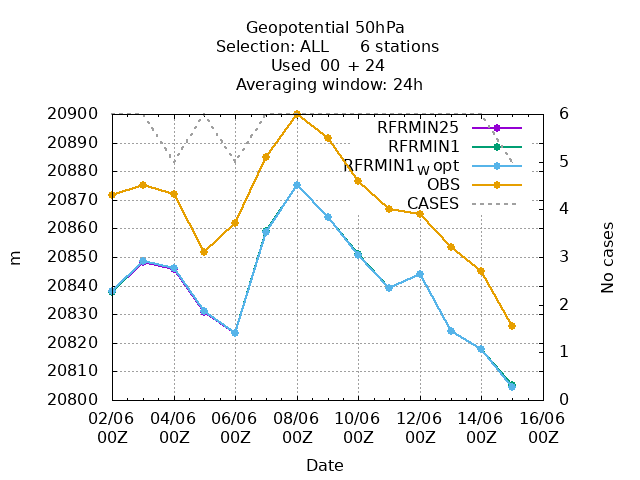 Geopotential 50hPa
Selection: ALL 6 stations
Used 00 + 24
Averaging window: 24h
20900
20890
20880
20870
20860
20850
20840
20830
20820
20810
20800
m
6
5
4
3
2
1
0
No cases
RFRMIN25
RFRMIN1
RFRMIN1w opt
OBS
CASES
02/06 04/06 06/06 08/06 10/06 12/06 14/06 16/06
00Z 00Z 00Z 00Z 00Z 00Z 00Z 00Z
Date